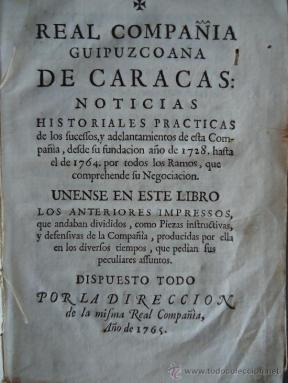 REAL COMPAÑIA
GUIPUZCOANA
DE CARACAS:
NOTICIAS
HISTORIALES PRACTICAS
de los sucessos, y adelantamientos de esta Com-
pañia, desde su fundacion año de 1728. hasta
el de 1764. por todos los Ramos, que
comprehende su Negociacion.
UNENSE EN ESTE LIBRO
LOS ANTERIORES IMPRESSOS,
que andaban divididos, como Piezas instructivas,
y defensivas de la Compañia, producidas por ella
en los diversos tiempos, que pedian sus
peculiares assuntos.
DISPUESTO TODO
POR LA DIRECCION
de la misma Real Compañia,
Año de 1765.
todocoleccion.net